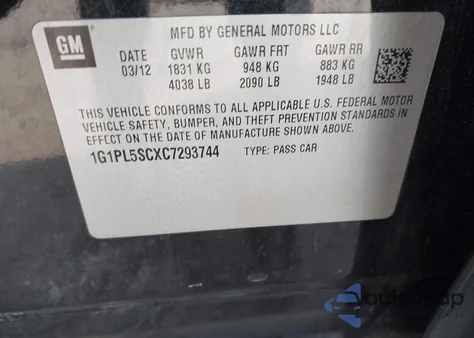 GM
MFD BY GENERAL MOTORS LLC
DATE GVWR GAWR FRT GAWR RR
03/12 1831 KG 948 KG 883 KG
4038 LB 2090 LB 1948 LB
THIS VEHICLE CONFORMS TO ALL APPLICABLE U.S. FEDERAL MOTOR
VEHICLE SAFETY, BUMPER, AND THEFT PREVENTION STANDARDS IN
EFFECT ON THE DATE OF MANUFACTURE SHOWN ABOVE.
1G1PL5SCXC7293744 TYPE: PASS CAR